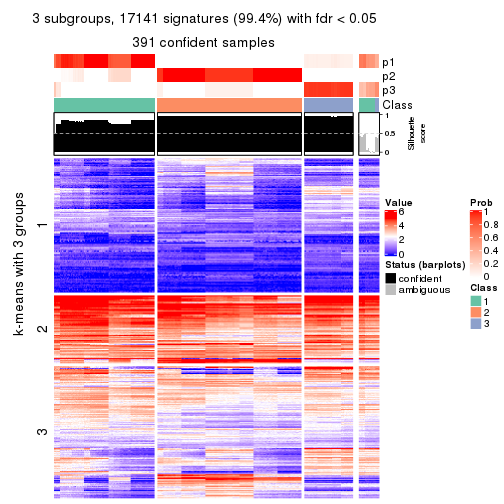 3 subgroups, 17141 signatures (99.4%) with fdr < 0.05
391 confident samples
p1
p2
p3
Class
1
0.5
0
Silhouette
score
k-means with 3 groups
1
2
3
Value
6
4
2
0
Status (barplots)
confident
ambiguous
Prob
1
0.8
0.6
0.4
0.2
0
Class
1
2
3